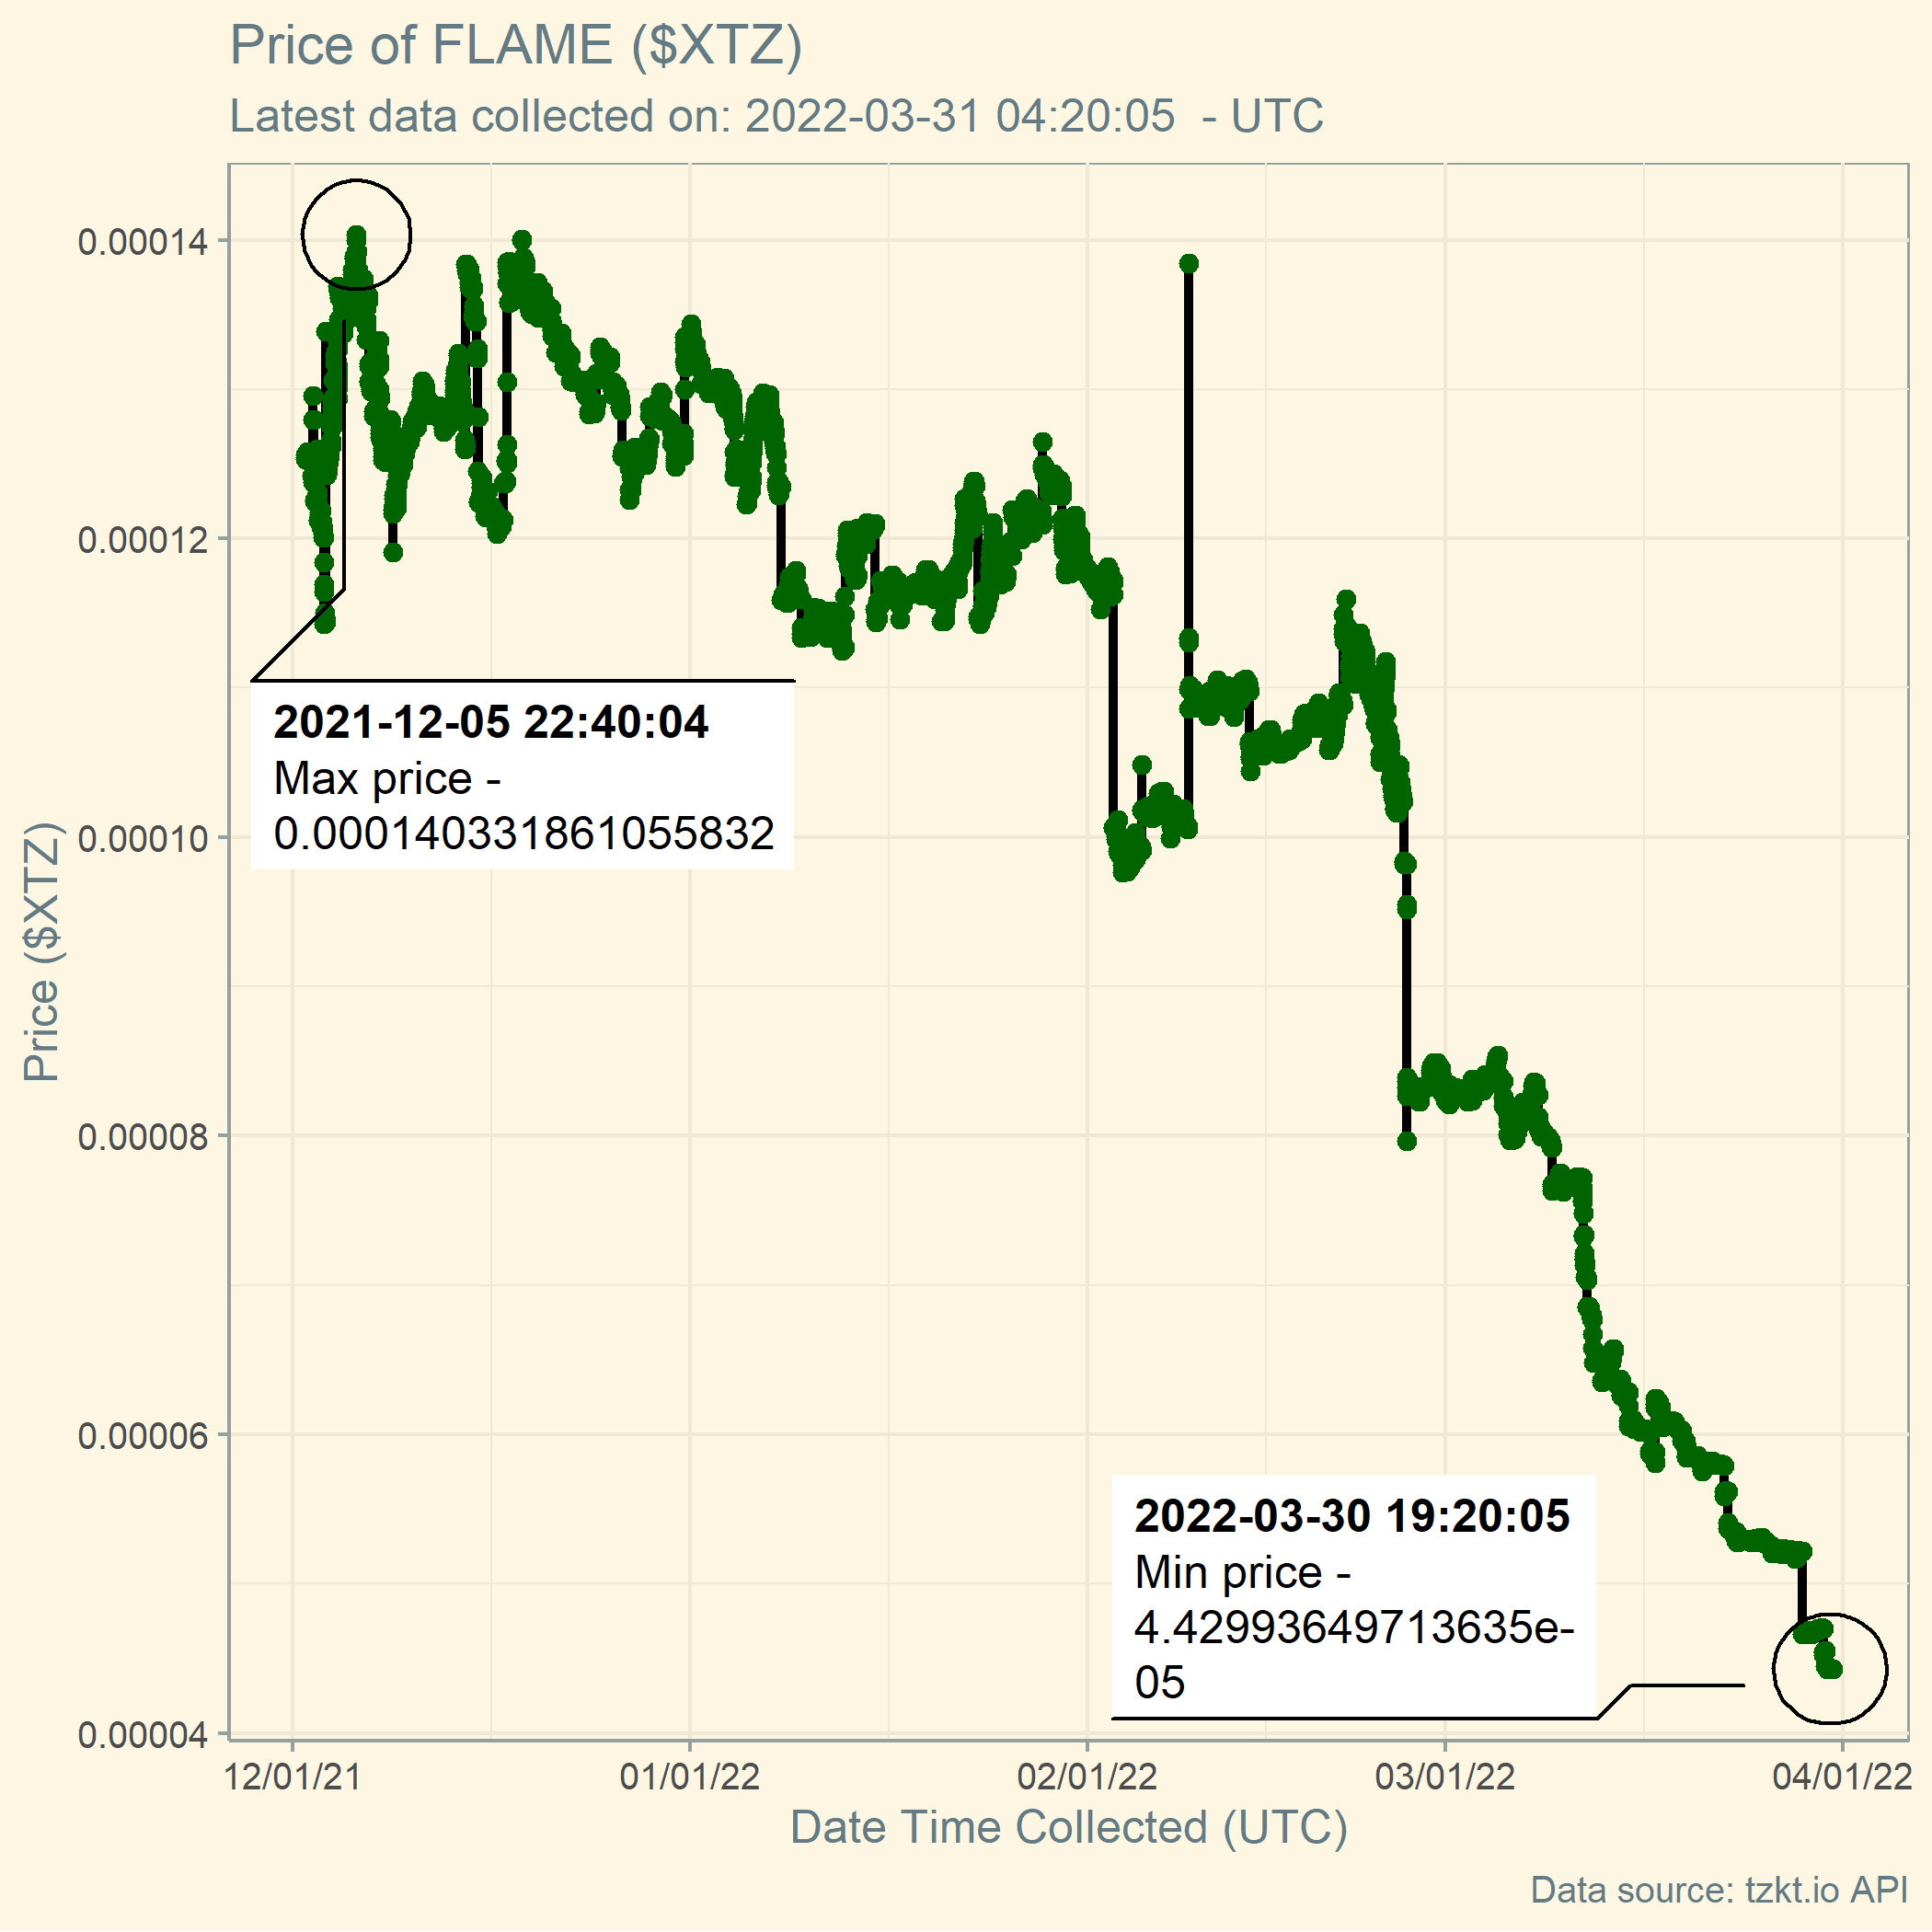 Price of FLAME ($XTZ)
Latest data collected on: 2022-03-31 04:20:05 - UTC
Price ($XTZ)
0.00014
0.00012
0.00010
0.00008
0.00006
0.00004
2021-12-05 22:40:04
Max price -
0.000140331861055832
2022-03-30 19:20:05
Min price -
4.42993649713635e-
05
12/01/21
01/01/22
02/01/22
03/01/22
04/01/22
Date Time Collected (UTC)
Data source: tzkt.io API